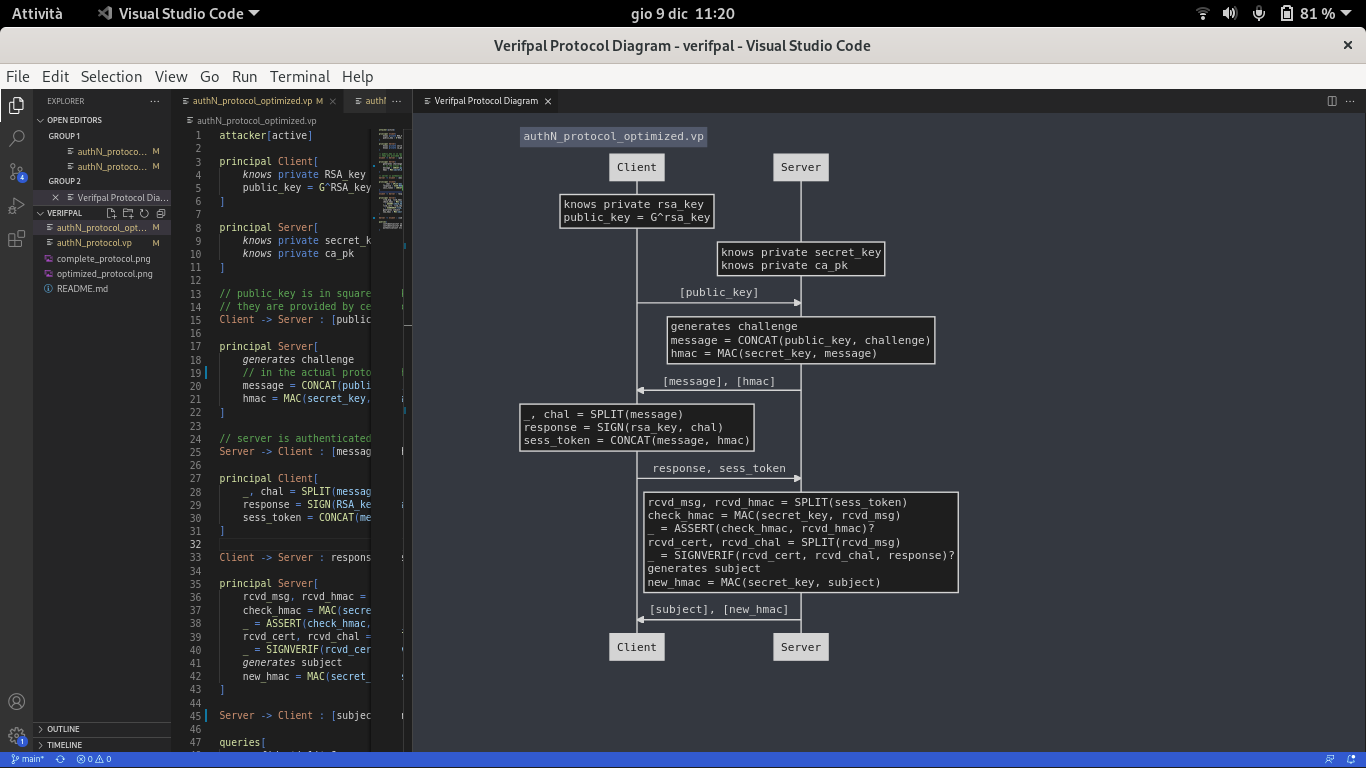 Attività
Visual Studio Code
gio 9 dic 11:20
81 %
Verifpal Protocol Diagram - verifpal - Visual Studio Code
File Edit Selection View Go Run Terminal Help
EXPLORER
OPEN EDITORS
GROUP 1
authN_protoco... M
authN_protoco... M
GROUP 2
Verifpal Protocol Dia...
VERIFPAL
authN_protocol_opt... M
authN_protocol.vp M
complete_protocol.png
optimized_protocol.png
README.md
OUTLINE
TIMELINE
4
1
authN_protocol_optimized.vp M
authN
authN_protocol_optimized.vp
1 attacker[active]
2
3 principal Client[
4 knows private RSA_key
5 public_key = G^RSA_key
6 ]
7
8 principal Server[
9 knows private secret_k
10 knows private ca_pk
11 ]
12
13 // public_key is in square
14 // they are provided by ce
15 Client -> Server : [public
16
17 principal Server[
18 generates challenge
19 // in the actual proto
20 message = CONCAT(publi
21 hmac = MAC(secret_key,
22 ]
23
24 // server is authenticated
25 Server -> Client : [messag
26
27 principal Client[
28 _, chal = SPLIT(messag
29 response = SIGN(RSA_ke
30 sess_token = CONCAT(me
31 ]
32
33 Client -> Server : respons
34
35 principal Server[
36 rcvd_msg, rcvd_hmac =
37 check_hmac = MAC(secre
38 _ = ASSERT(check_hmac,
39 rcvd_cert, rcvd_chal =
40 _ = SIGNVERIF(rcvd_cer
41 generates subject
42 new_hmac = MAC(secret_
43 ]
44
45 Server -> Client : [subjec
46
47 queries[
Verifpal Protocol Diagram
authN_protocol_optimized.vp
Client Server
knows private rsa_key
public_key = G^rsa_key
knows private secret_key
knows private ca_pk
[public_key]
generates challenge
message = CONCAT(public_key, challenge)
hmac = MAC(secret_key, message)
[message], [hmac]
_, chal = SPLIT(message)
response = SIGN(rsa_key, chal)
sess_token = CONCAT(message, hmac)
response, sess_token
rcvd_msg, rcvd_hmac = SPLIT(sess_token)
check_hmac = MAC(secret_key, rcvd_msg)
_ = ASSERT(check_hmac, rcvd_hmac)?
rcvd_cert, rcvd_chal = SPLIT(rcvd_msg)
_ = SIGNVERIF(rcvd_cert, rcvd_chal, response)?
generates subject
new_hmac = MAC(secret_key, subject)
[subject], [new_hmac]
Client Server
main* 0 0